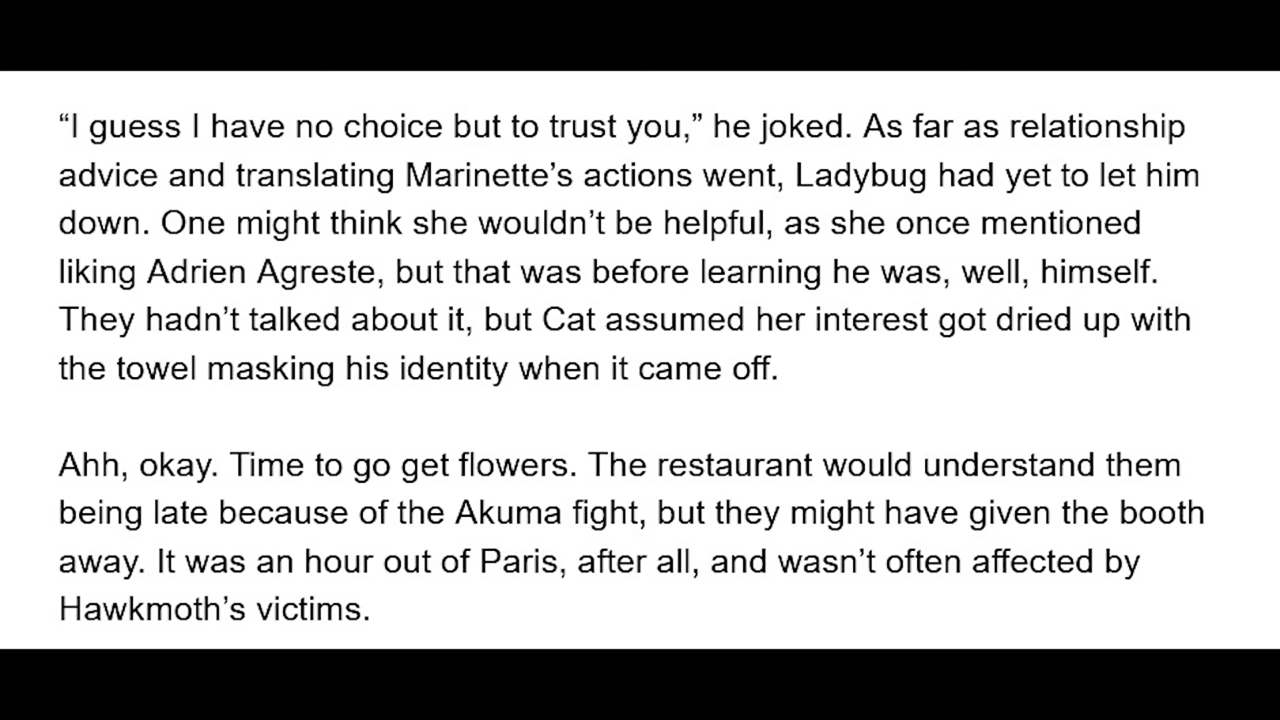 “I guess I have no choice but to trust you,” he joked. As far as relationship
advice and translating Marinette’s actions went, Ladybug had yet to let him
down. One might think she wouldn’t be helpful, as she once mentioned
liking Adrien Agreste, but that was before learning he was, well, himself.
They hadn’t talked about it, but Cat assumed her interest got dried up with
the towel masking his identity when it came off.
Ahh, okay. Time to go get flowers. The restaurant would understand them
being late because of the Akuma fight, but they might have given the booth
away. It was an hour out of Paris, after all, and wasn’t often affected by
Hawkmoth’s victims.